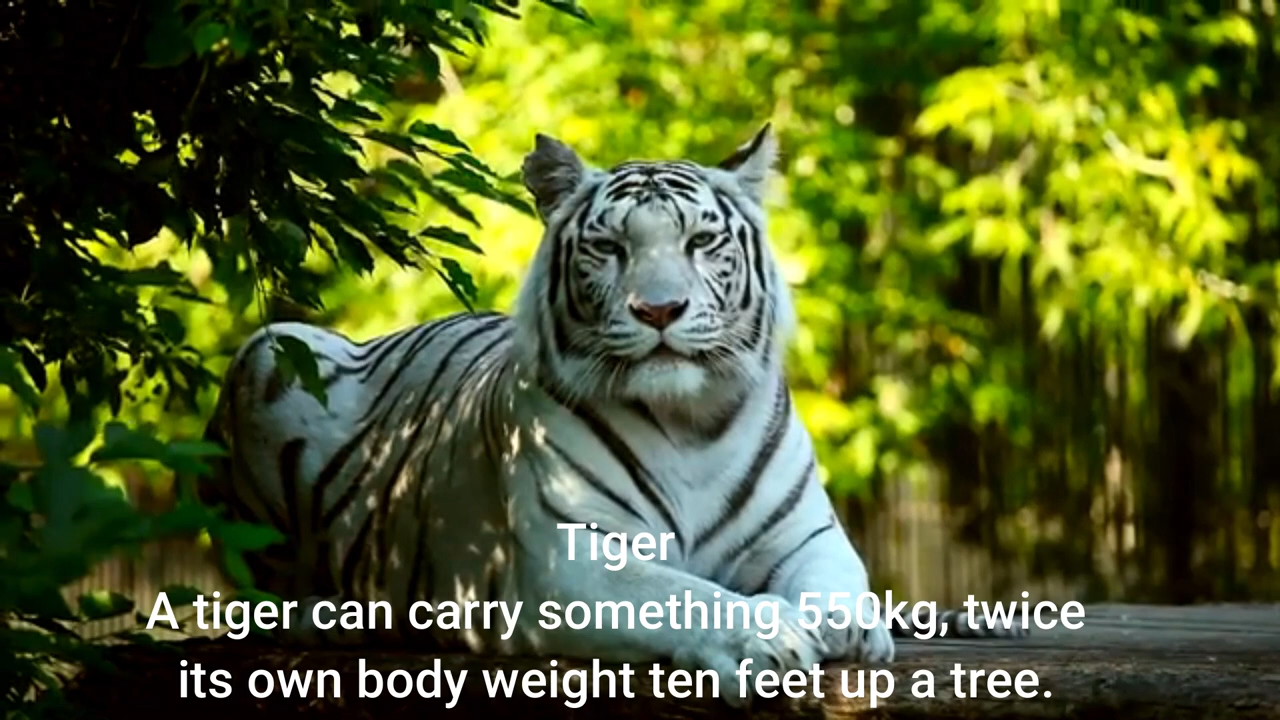 Tiger
A tiger can carry something 550kg, twice
its own body weight ten feet up a tree.